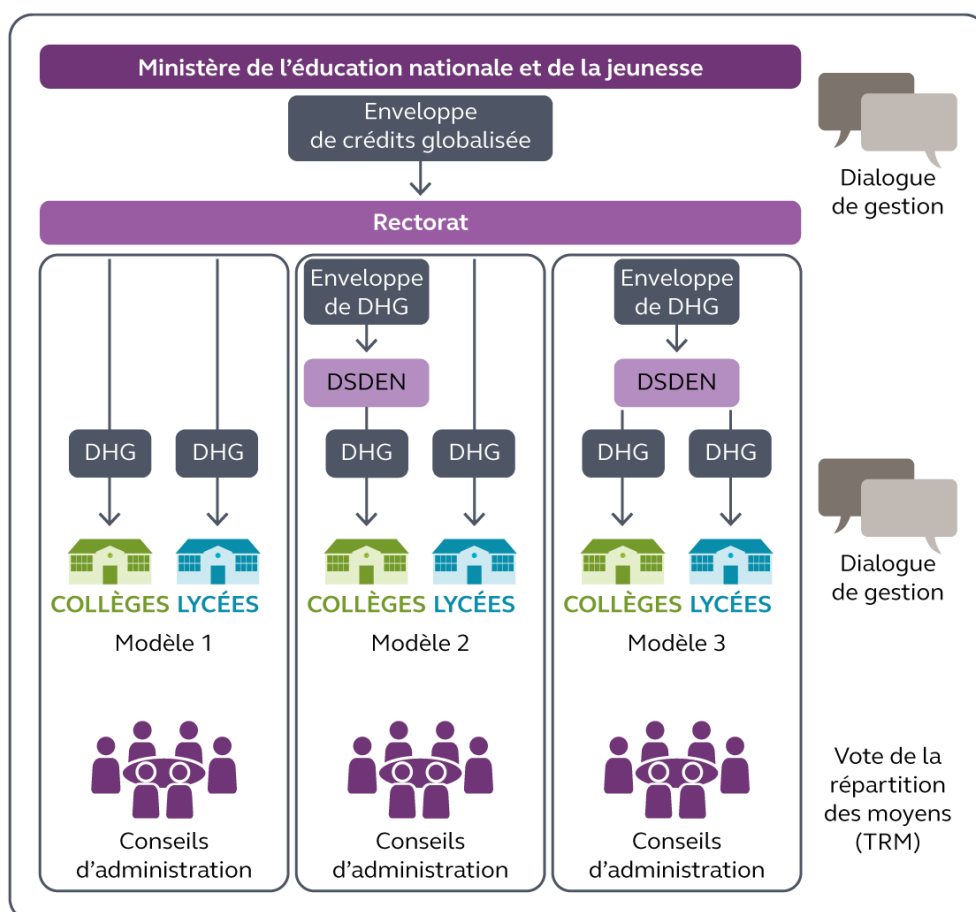 Ministère de l’éducation nationale et de la jeunesse
Enveloppe
de crédits globalisée
Dialogue
de gestion
Rectorat
DHG
DHG
COLLÈGES LYCÉES
Modèle 1
Enveloppe
de DHG
DSDEN
DHG
DHG
COLLÈGES LYCÉES
Modèle 2
Enveloppe
de DHG
DSDEN
DHG
DHG
COLLÈGES LYCÉES
Modèle 3
Dialogue
de gestion
Conseils
d’administration
Conseils
d’administration
Conseils
d’administration
Vote de la
répartition
des moyens
(TRM)